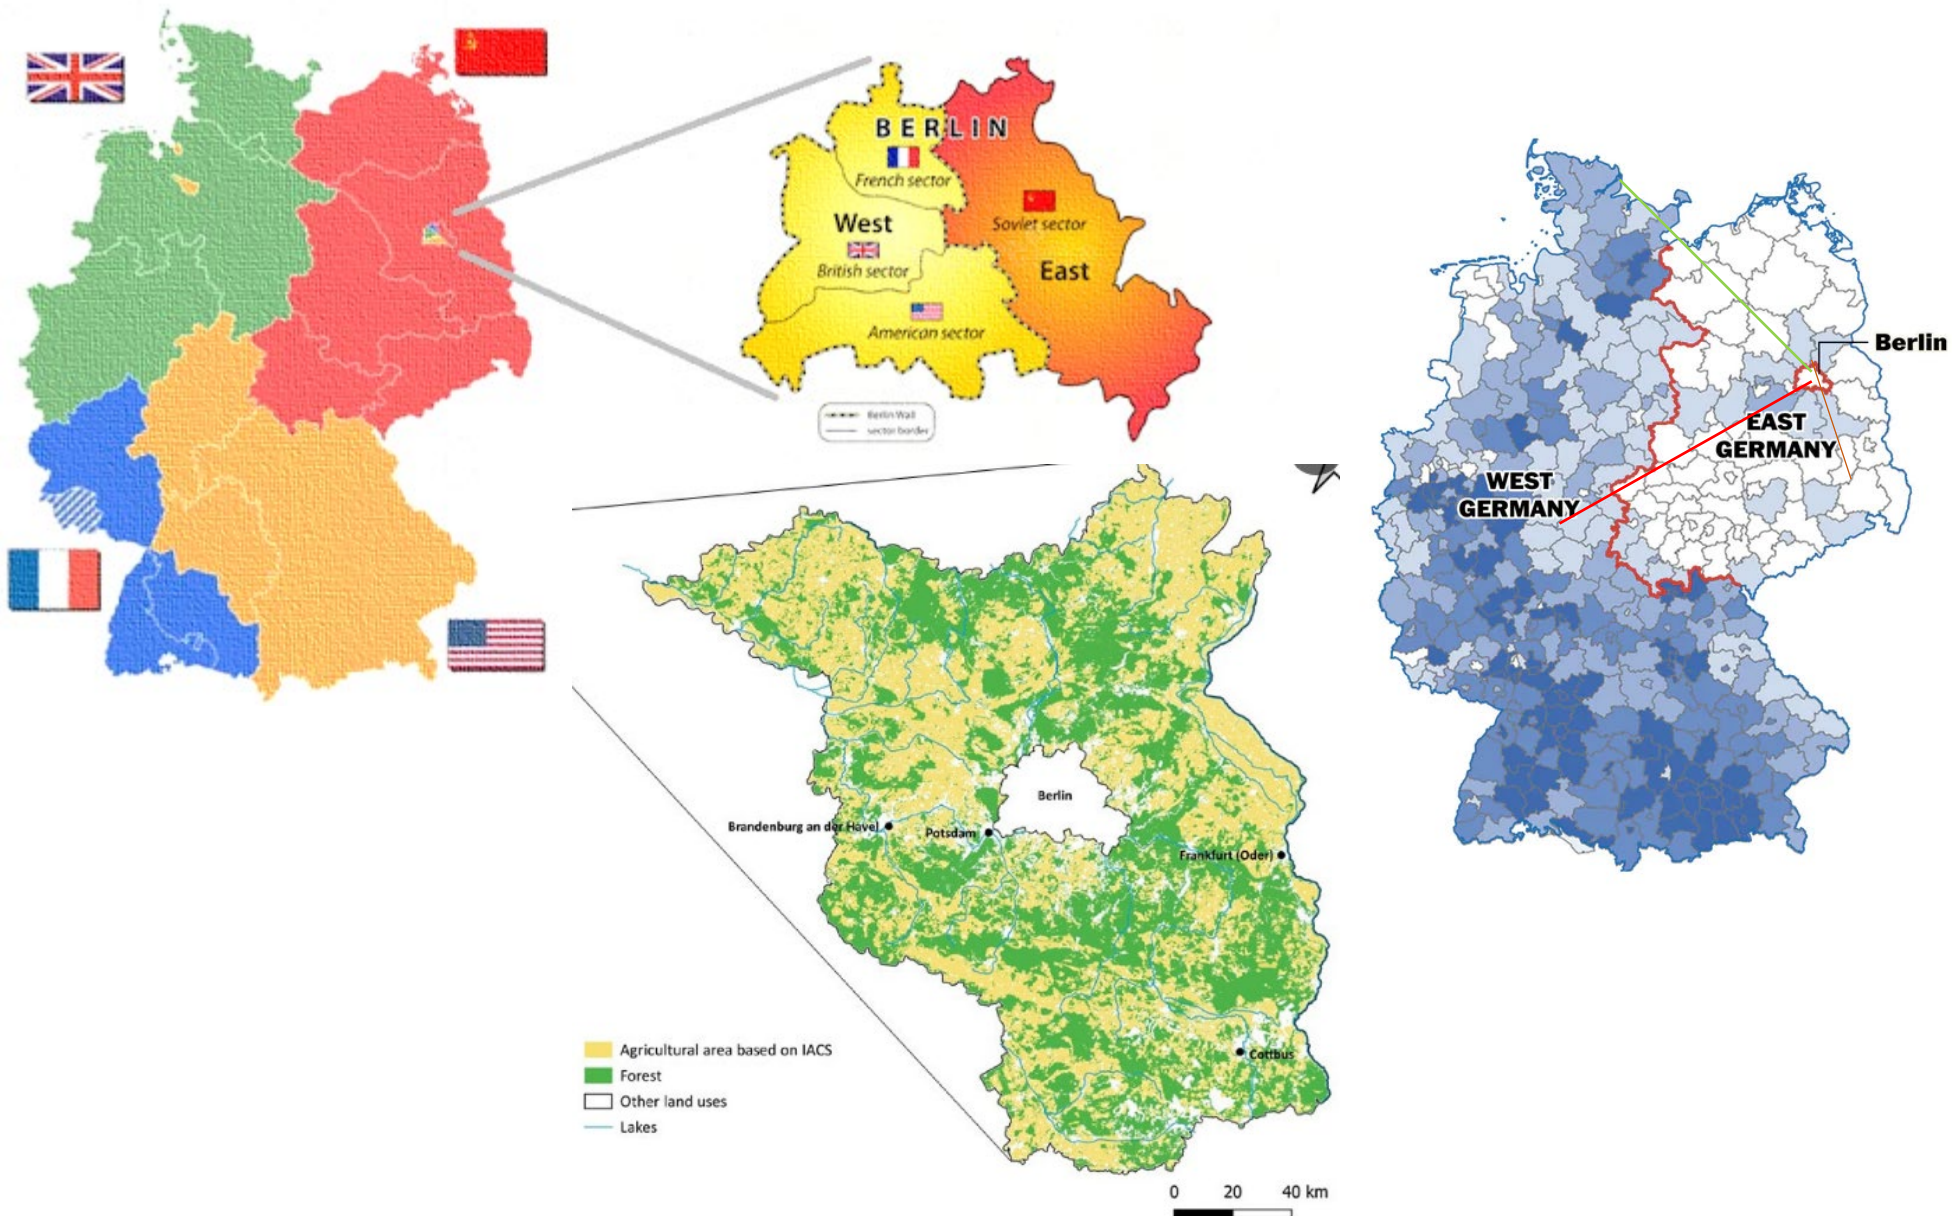 BERLIN
French sector
West
British sector
American sector
Soviet sector
East
Berlin Wall
sector border
Berlin
Brandenburg an der Havel
Potsdam
Frankfurt (Oder)
Cottbus
Agricultural area based on IACS
Forest
Other land uses
Lakes
0 20 40 km
Berlin
EAST
GERMANY
WEST
GERMANY